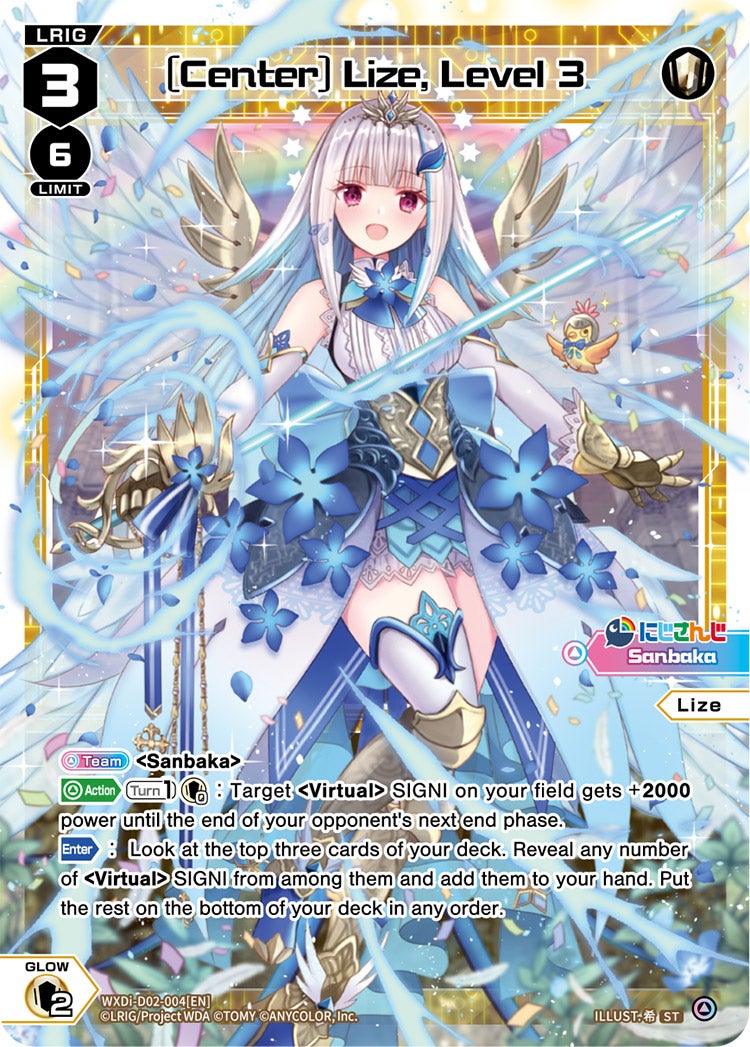 LRIG
3
[Center] Lize, Level 3
6
LIMIT
にじさんじ
Sanbaka
Lize
Team <Sanbaka>
Action Turn 1 0 : Target <Virtual> SIGNI on your field gets +2000
power until the end of your opponent's next end phase.
Enter : Look at the top three cards of your deck. Reveal any number
of <Virtual> SIGNI from among them and add them to your hand. Put
the rest on the bottom of your deck in any order.
GLOW
2
WXDi-D02-004[EN]
©LRIG/Project WDA ©TOMY ©ANYCOLOR, Inc.
ILLUST. 希 ST